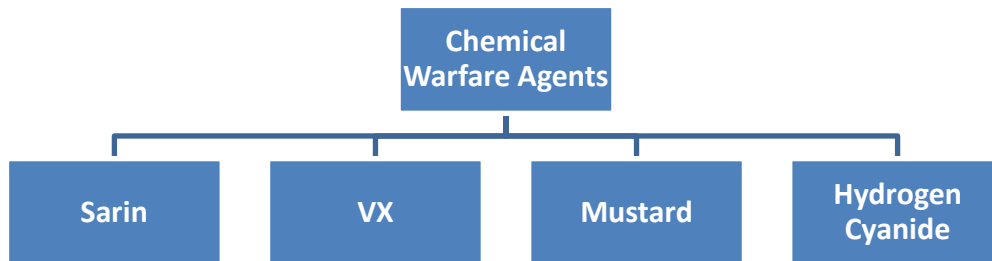 Chemical
Warfare Agents
Sarin
VX
Mustard
Hydrogen
Cyanide